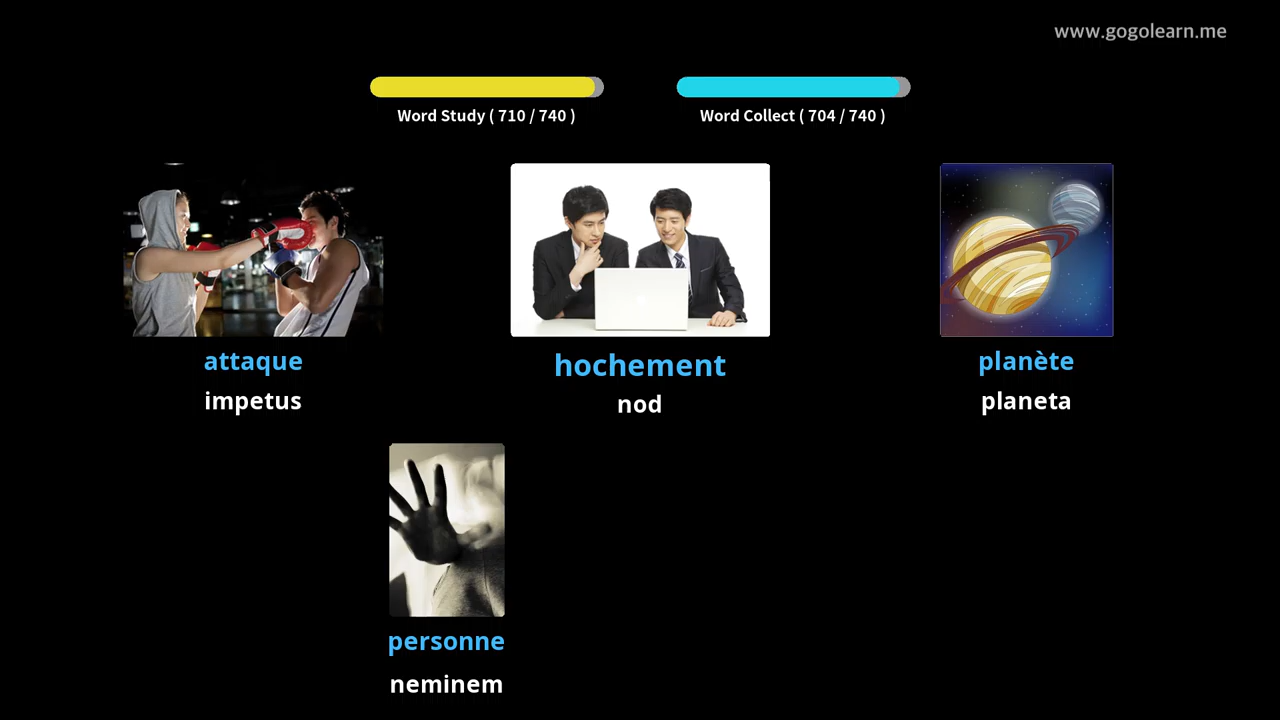 www.gogolearn.me
Word Study ( 710 / 740 )
Word Collect ( 704 / 740 )
attaque
impetus
hochement
nod
planète
planeta
personne
neminem